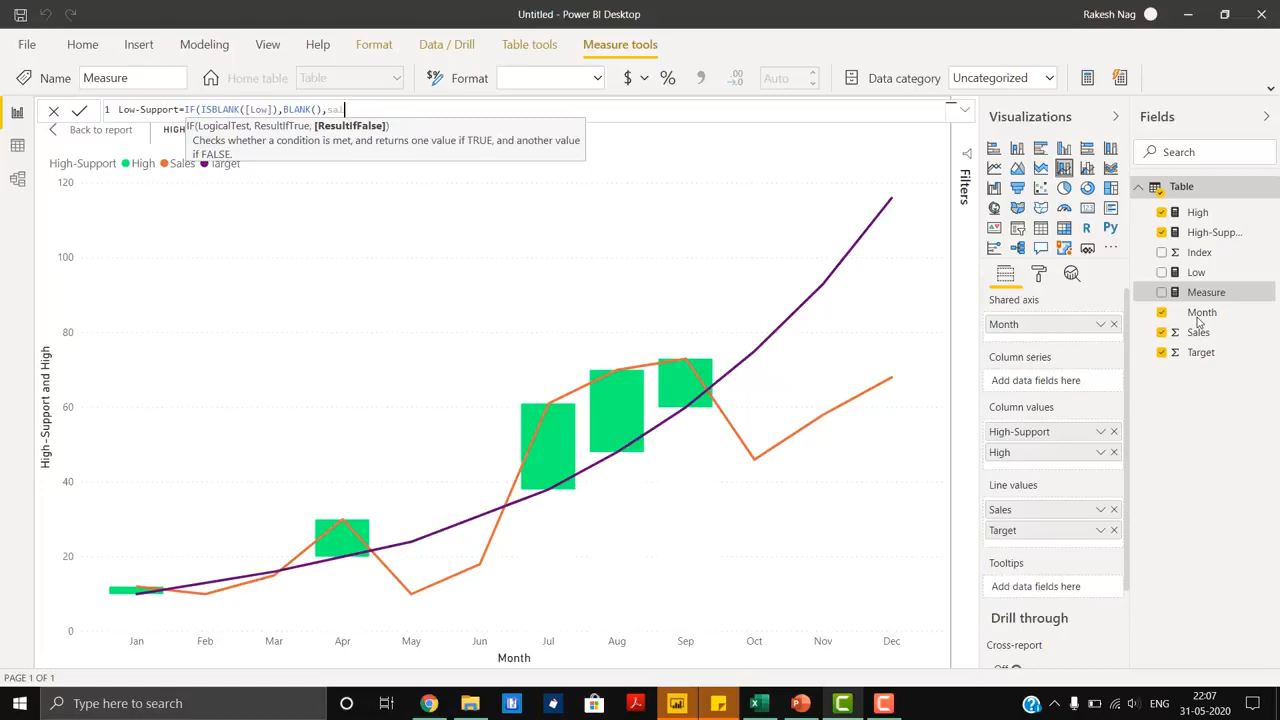 Untitled - Power BI Desktop
Rakesh Nag
File Home Insert Modeling View Help Format Data / Drill Table tools Measure tools
Name Measure Home table Table Format $ % 9 .00 Auto Data category Uncategorized
1 Low-Support=IF(ISBLANK([Low]),BLANK(),sal
IF(LogicalTest, ResultIfTrue, [ResultIfFalse])
Checks whether a condition is met, and returns one value if TRUE, and another value
if FALSE.
Back to report
High-Support High Sales Target
120
100
80
60
40
20
0
High-Support and High
Jan Feb Mar Apr May Jun Jul Aug Sep Oct Nov Dec
Month
Filters
Visualizations
R Py
Shared axis
Month
Column series
Add data fields here
Column values
High-Support
High
Line values
Sales
Target
Tooltips
Add data fields here
Drill through
Cross-report
Fields
Search
Table
High
High-Supp...
Index
Low
Measure
Month
Sales
Target
PAGE 1 OF 1
Type here to search
ENG
22:07
31-05-2020